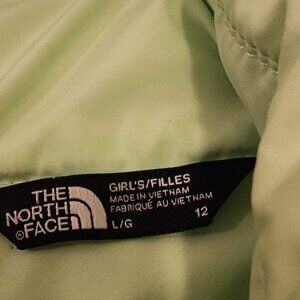 THE
NORTH
FACE®
GIRL'S/FILLES
MADE IN VIETNAM
FABRIQUÉ AU VIETNAM
L/G 12